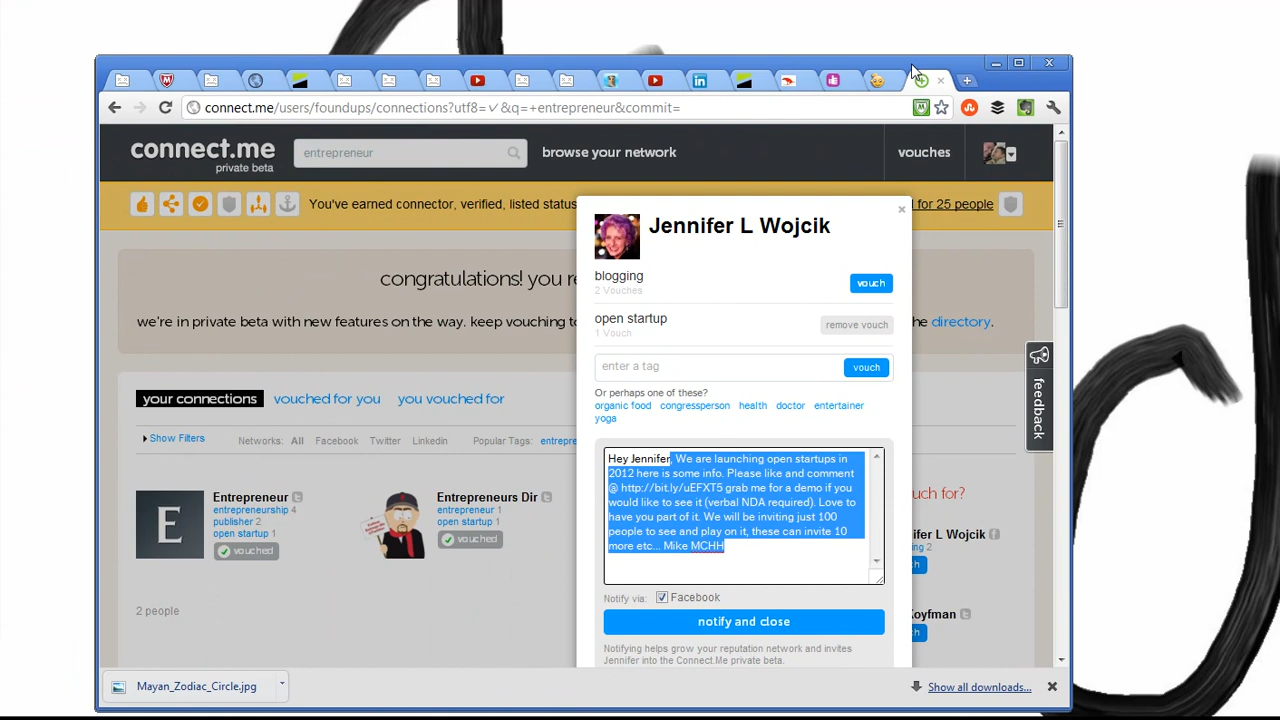 connect.me/users/foundups/connections?utf8=✓&q=+entrepreneur&commit=
connect.me
private beta
entrepreneur
browse your network
vouches
You've earned connector, verified, listed status
for 25 people
congratulations! you re
we're in private beta with new features on the way. keep vouching to
he directory.
your connections
vouched for you
you vouched for
Show Filters
Networks: All Facebook Twitter Linkedin
Popular Tags: entrepre
Entrepreneur
entrepreneurship 4
publisher 2
open startup 1
vouched
Entrepreneurs Dir
entrepreneur 1
open startup 1
vouched
2 people
Jennifer L Wojcik
blogging
2 Vouches
vouch
open startup
1 Vouch
remove vouch
enter a tag
vouch
Or perhaps one of these?
organic food congressperson health doctor entertainer
yoga
Hey Jennifer We are launching open startups in
2012 here is some info. Please like and comment
@ http://bit.ly/uEFXT5 grab me for a demo if you
would like to see it (verbal NDA required). Love to
have you part of it. We will be inviting just 100
people to see and play on it, these can invite 10
more etc... Mike MCHH
Notify via: Facebook
notify and close
Notifying helps grow your reputation network and invites
Jennifer into the Connect.Me private beta.
uch for?
ifer L Wojcik
ing 2
ch
Koyfman
ch
feedback
Mayan_Zodiac_Circle.jpg
Show all downloads...